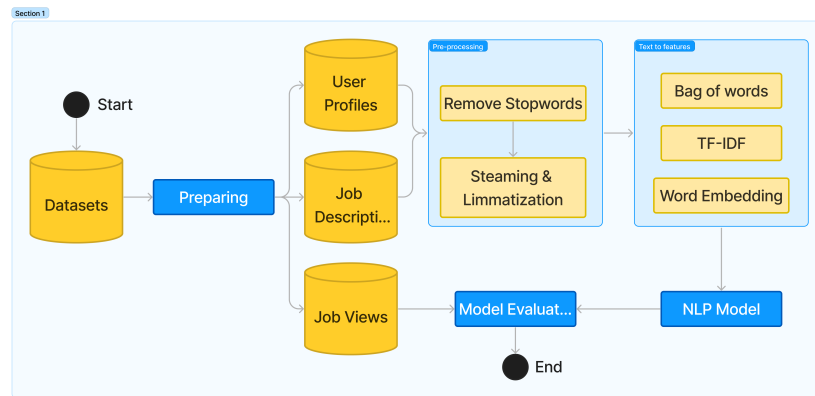 Section 1
Start
Datasets
Preparing
User
Profiles
Job
Descripti...
Job Views
Pre-processing
Remove Stopwords
Steaming &
Limmatization
Text to features
Bag of words
TF-IDF
Word Embedding
NLP Model
Model Evaluat...
End